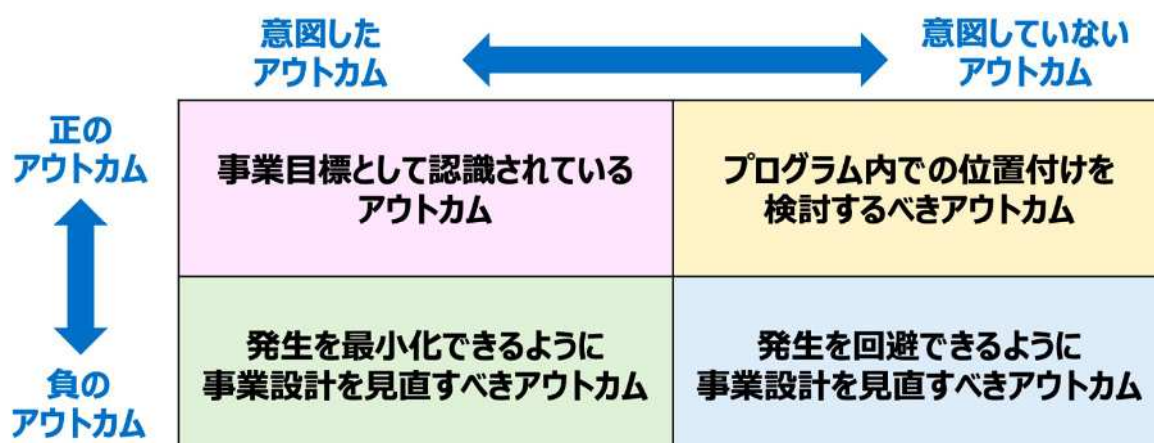 意図した
アウトカム
意図していない
アウトカム
正の
アウトカム
事業目標として認識されている
アウトカム
プログラム内での位置付けを
検討するべきアウトカム
負の
アウトカム
発生を最小化できるように
事業設計を見直すべきアウトカム
発生を回避できるように
事業設計を見直すべきアウトカム